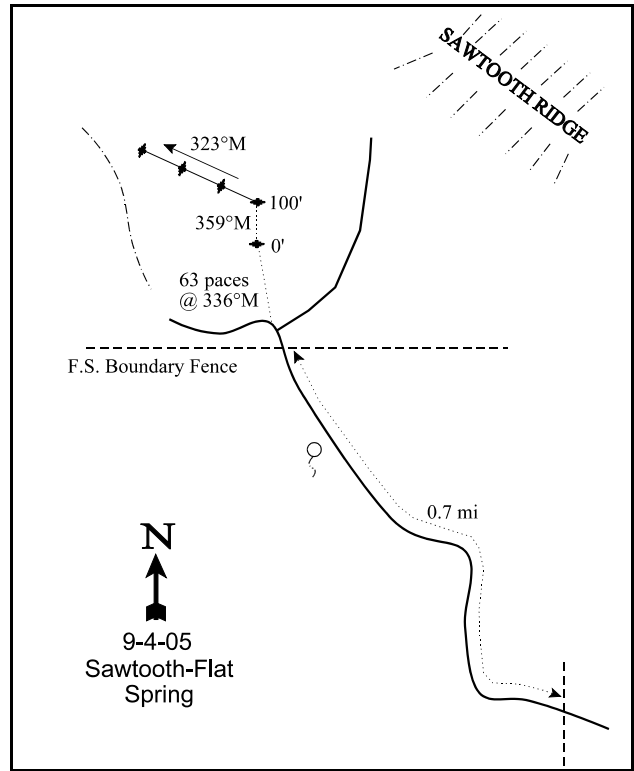 SAWTOOTH RIDGE
323°M
100'
359°M
0'
63 paces
@ 336°M
F.S. Boundary Fence
0.7 mi
N
9-4-05
Sawtooth-Flat
Spring